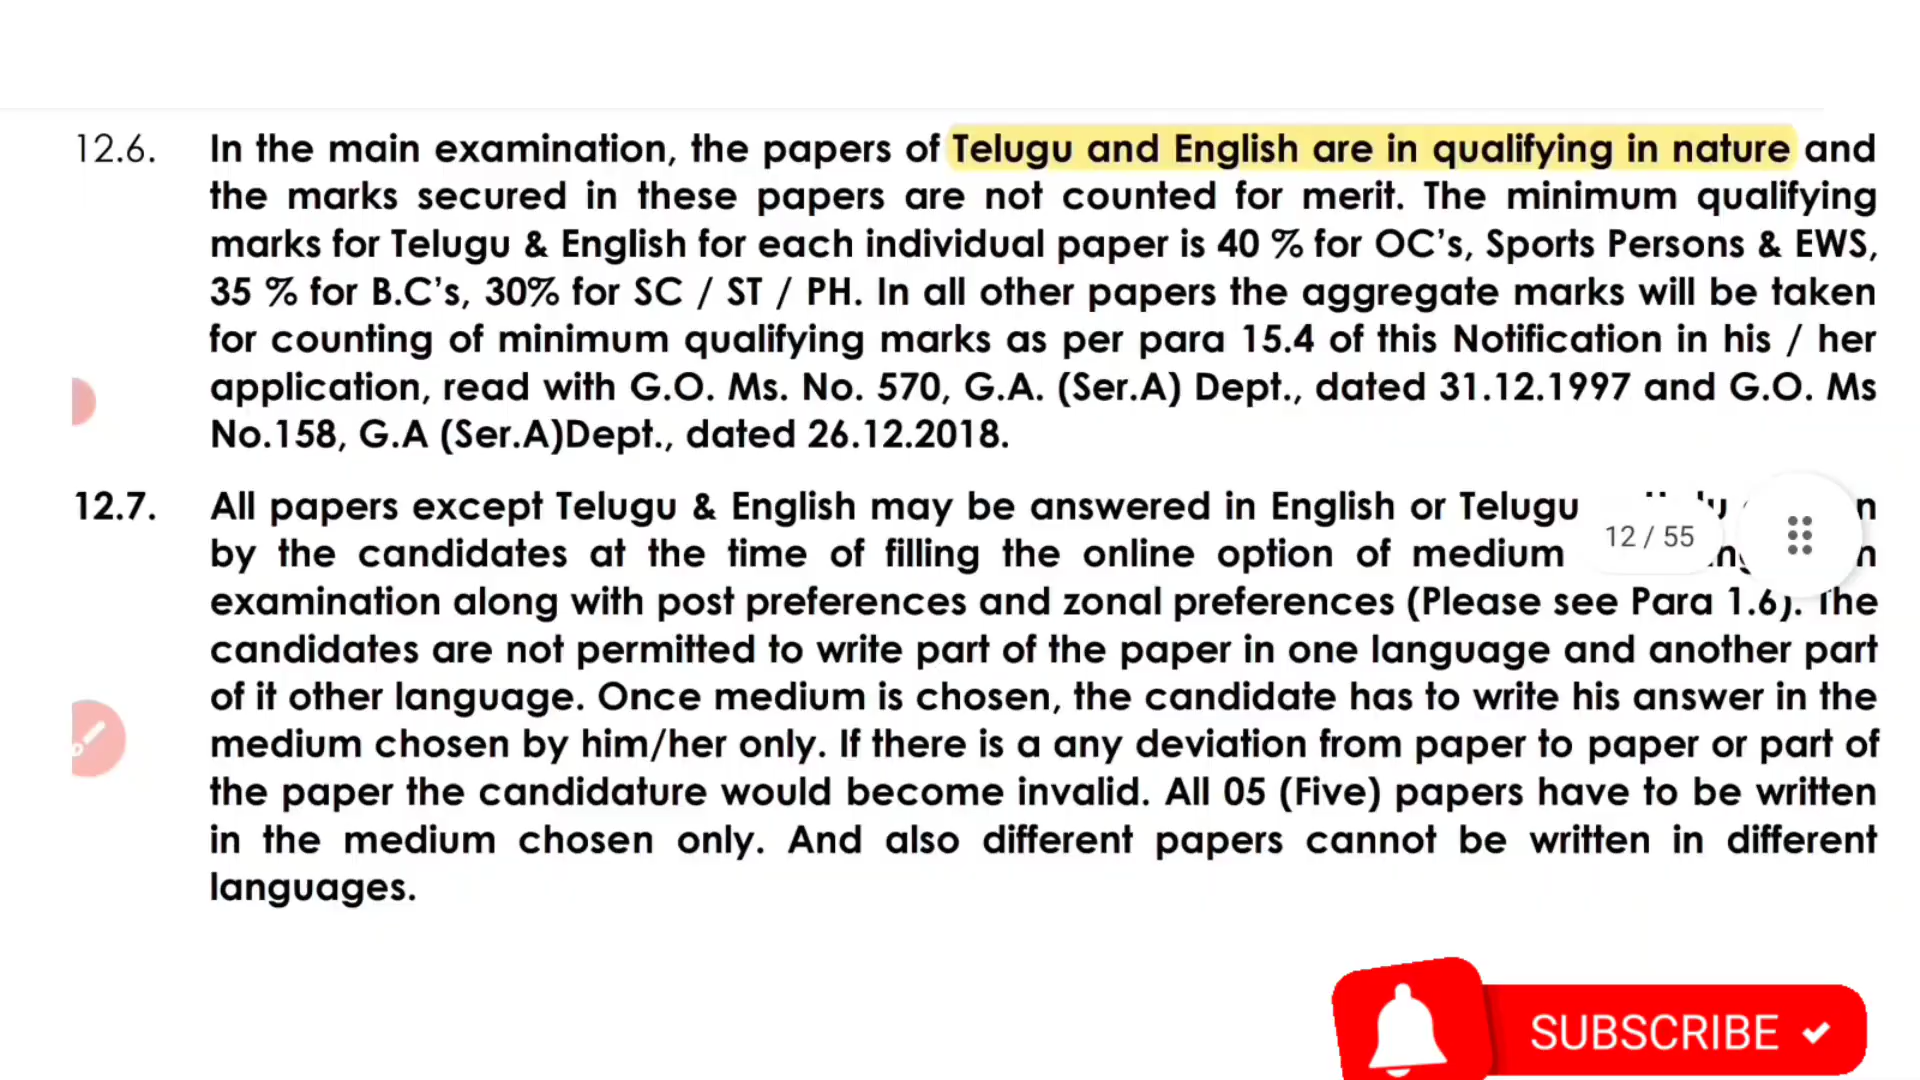 12.6. In the main examination, the papers of Telugu and English are in qualifying in nature and
the marks secured in these papers are not counted for merit. The minimum qualifying
marks for Telugu & English for each individual paper is 40 % for OC's, Sports Persons & EWS,
35 % for B.C's, 30% for SC / ST / PH. In all other papers the aggregate marks will be taken
for counting of minimum qualifying marks as per para 15.4 of this Notification in his / her
application, read with G.O. Ms. No. 570, G.A. (Ser.A) Dept., dated 31.12.1997 and G.O. Ms
No.158, G.A (Ser.A)Dept., dated 26.12.2018.
12.7. All papers except Telugu & English may be answered in English or Telugu
by the candidates at the time of filling the online option of medium
12 / 55
examination along with post preferences and zonal preferences (Please see Para 1.6). The
candidates are not permitted to write part of the paper in one language and another part
of it other language. Once medium is chosen, the candidate has to write his answer in the
medium chosen by him/her only. If there is a any deviation from paper to paper or part of
the paper the candidature would become invalid. All 05 (Five) papers have to be written
in the medium chosen only. And also different papers cannot be written in different
languages.
SUBSCRIBE